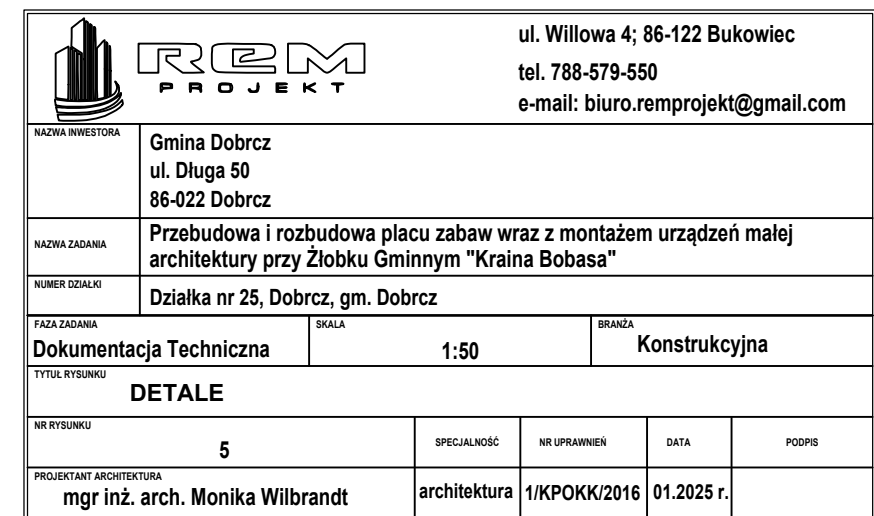 REM
PROJEKT
ul. Willowa 4; 86-122 Bukowiec
tel. 788-579-550
e-mail: biuro.remprojekt@gmail.com
NAZWA INWESTORA
Gmina Dobrcz
ul. Długa 50
86-022 Dobrcz
NAZWA ZADANIA
Przebudowa i rozbudowa placu zabaw wraz z montażem urządzeń małej
architektury przy Żłobku Gminnym "Kraina Bobasa"
NUMER DZIAŁKI
Działka nr 25, Dobrcz, gm. Dobrcz
FAZA ZADANIA
Dokumentacja Techniczna
SKALA
1:50
BRANŻA
Konstrukcyjna
TYTUŁ RYSUNKU
DETALE
NR RYSUNKU
5
SPECJALNOŚĆ
NR UPRAWNIEŃ
DATA
PODPIS
PROJEKTANT ARCHITEKTURA
mgr inż. arch. Monika Wilbrandt
architektura
1/KPOKK/2016
01.2025 r.